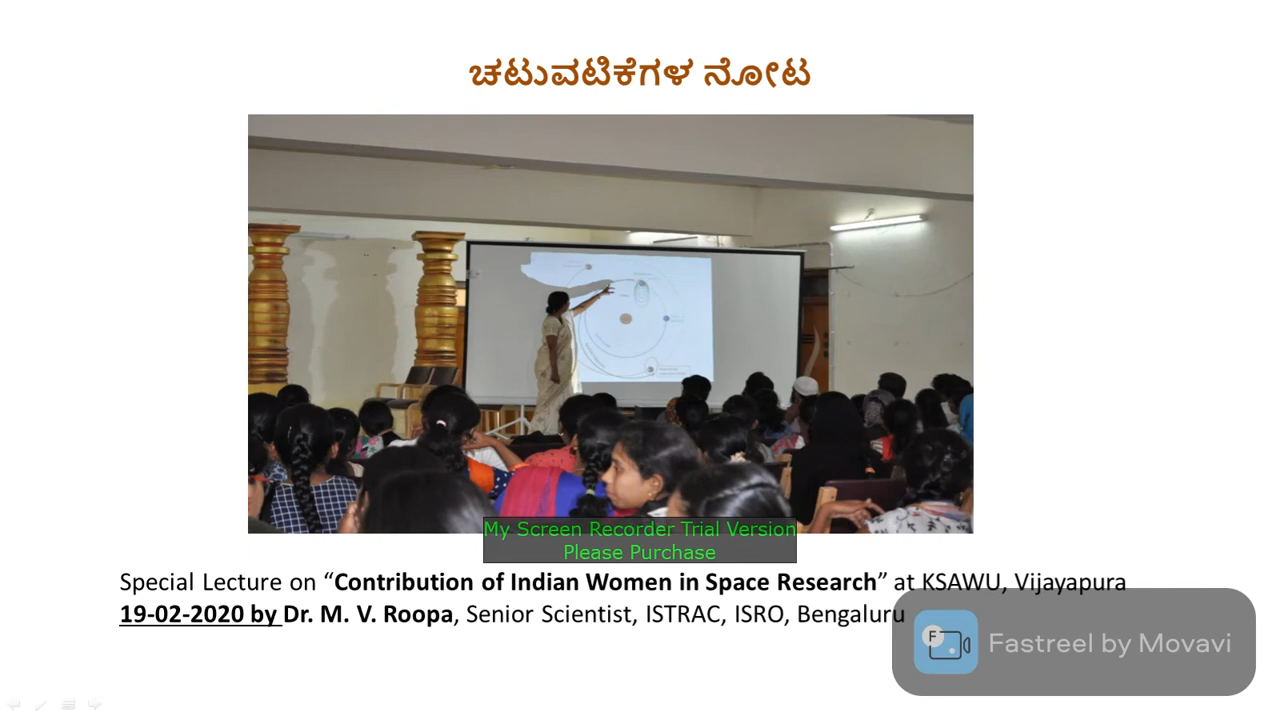 ಚಟುವಟಿಕೆಗಳ ನೋಟ
My Screen Recorder Trial Version
Please Purchase
Special Lecture on “Contribution of Indian Women in Space Research” at KSAWU, Vijayapura
19-02-2020 by Dr. M. V. Roopa, Senior Scientist, ISTRAC, ISRO, Bengaluru
F
Fastreel by Movavi